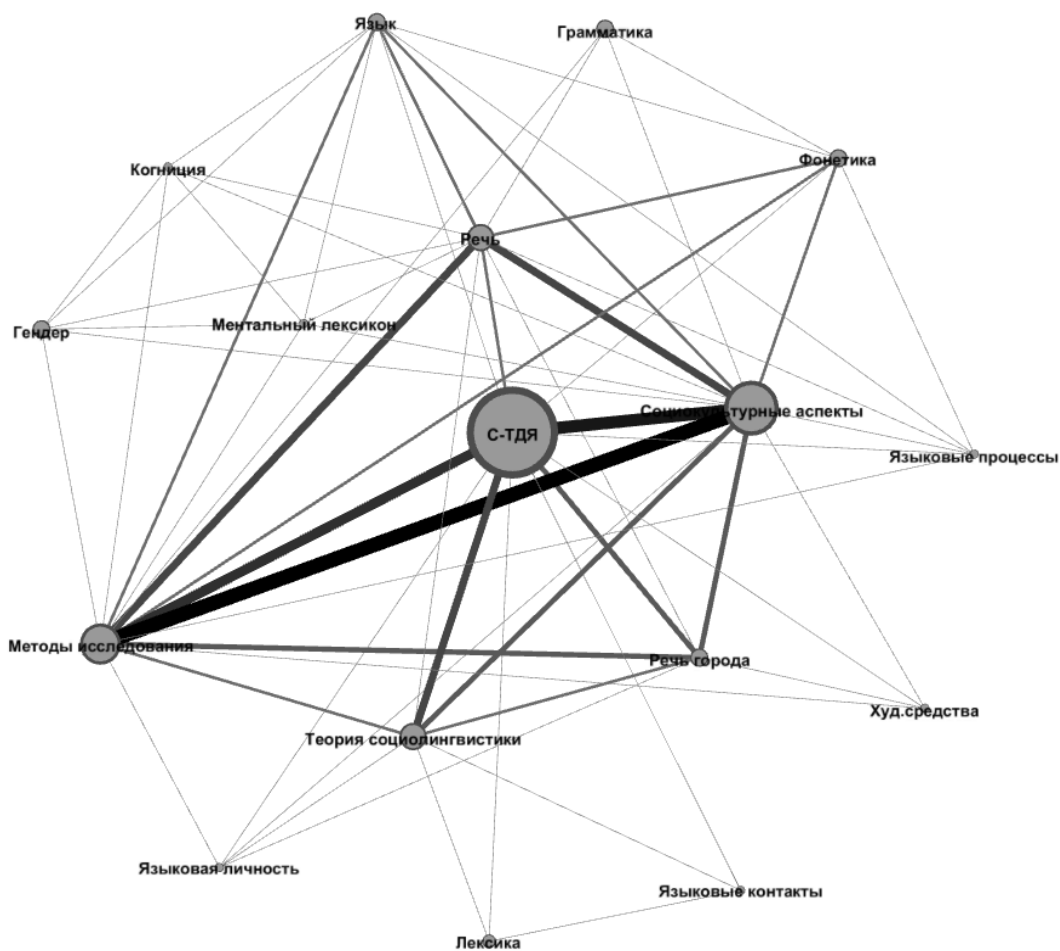 Язык
Грамматика
Фонетика
Когниция
Речь
Гендер
Ментальный лексикон
Социокультурные аспекты
С-ТДЯ
Языковые процессы
Методы исследования
Речь города
Худ.средства
Теория социолингвистики
Языковая личность
Языковые контакты
Лексика